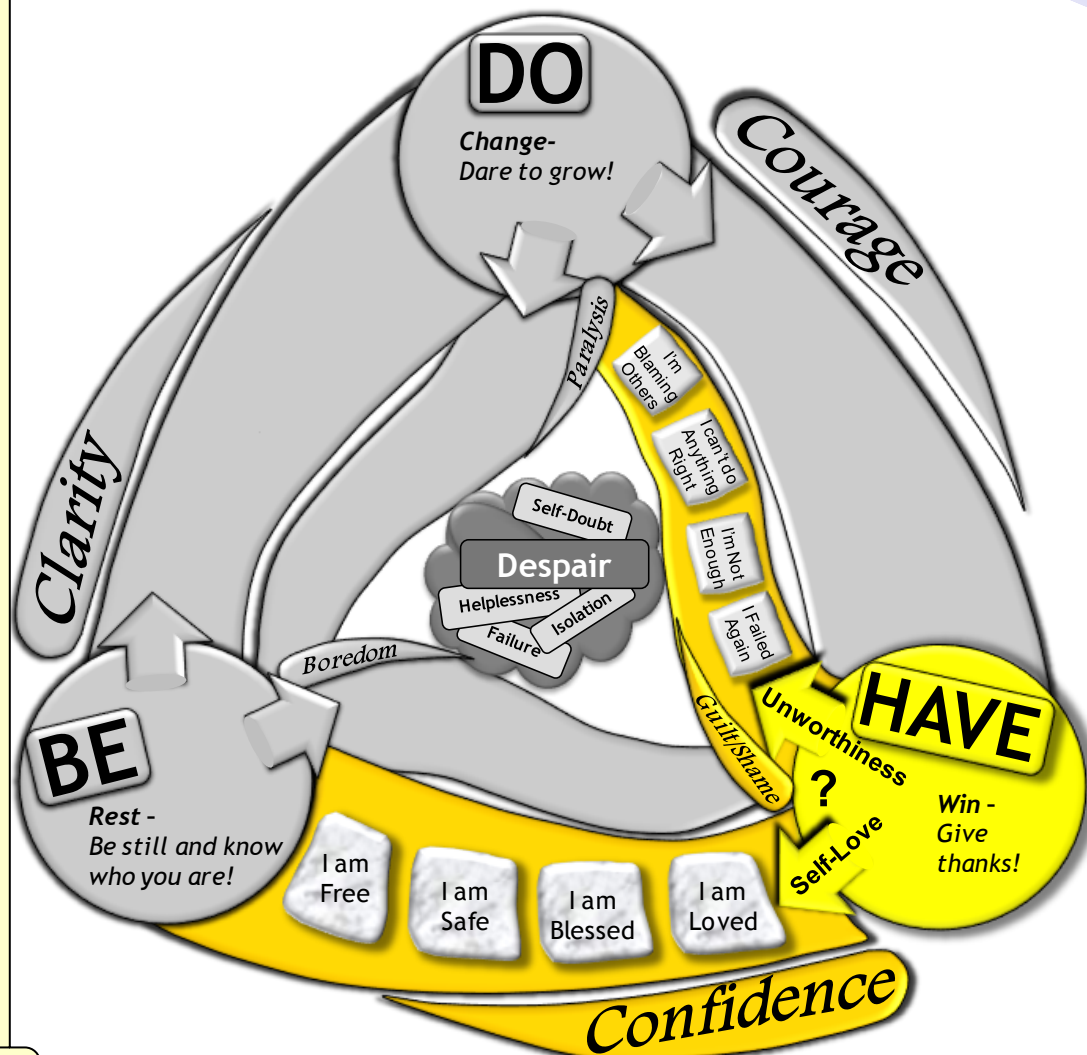 DO
Change-
Dare to grow!
Courage
Clarity
Paralysis
I'm
Blaming
Others
I can't do
Anything
Right
I'm Not
Enough
I Failed
Again
Self-Doubt
Despair
Helplessness
Isolation
Failure
Boredom
Guilt/Shame
Unworthiness
HAVE
?
Self-Love
Win -
Give
thanks!
BE
Rest -
Be still and know
who you are!
I am
Free
I am
Safe
I am
Blessed
I am
Loved
Confidence